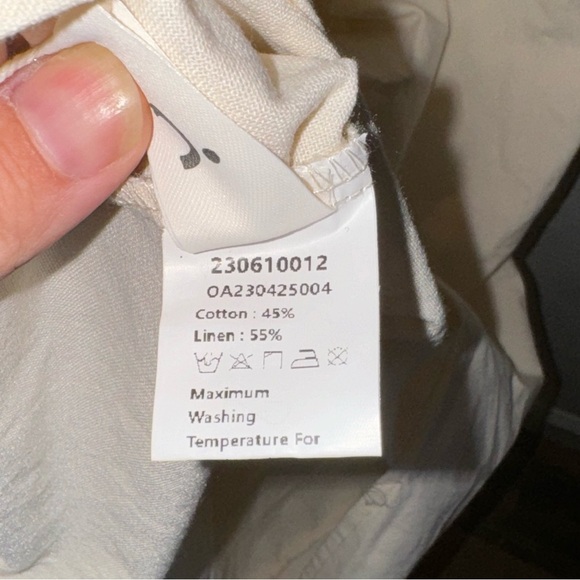 230610012
OA230425004
Cotton : 45%
Linen : 55%
Maximum
Washing
Temperature For